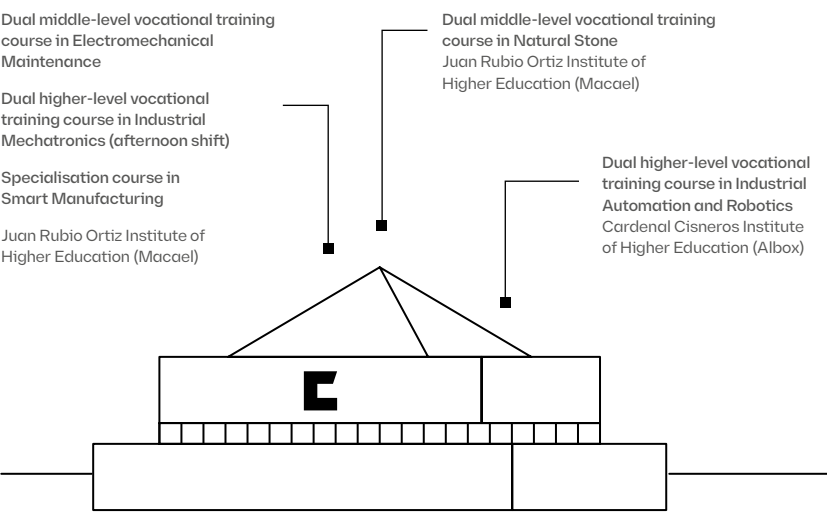 Dual middle-level vocational training
course in Electromechanical
Maintenance
Dual higher-level vocational
training course in Industrial
Mechatronics (afternoon shift)
Specialisation course in
Smart Manufacturing
Juan Rubio Ortiz Institute of
Higher Education (Macael)
Dual middle-level vocational training
course in Natural Stone
Juan Rubio Ortiz Institute of
Higher Education (Macael)
Dual higher-level vocational
training course in Industrial
Automation and Robotics
Cardenal Cisneros Institute
of Higher Education (Albox)